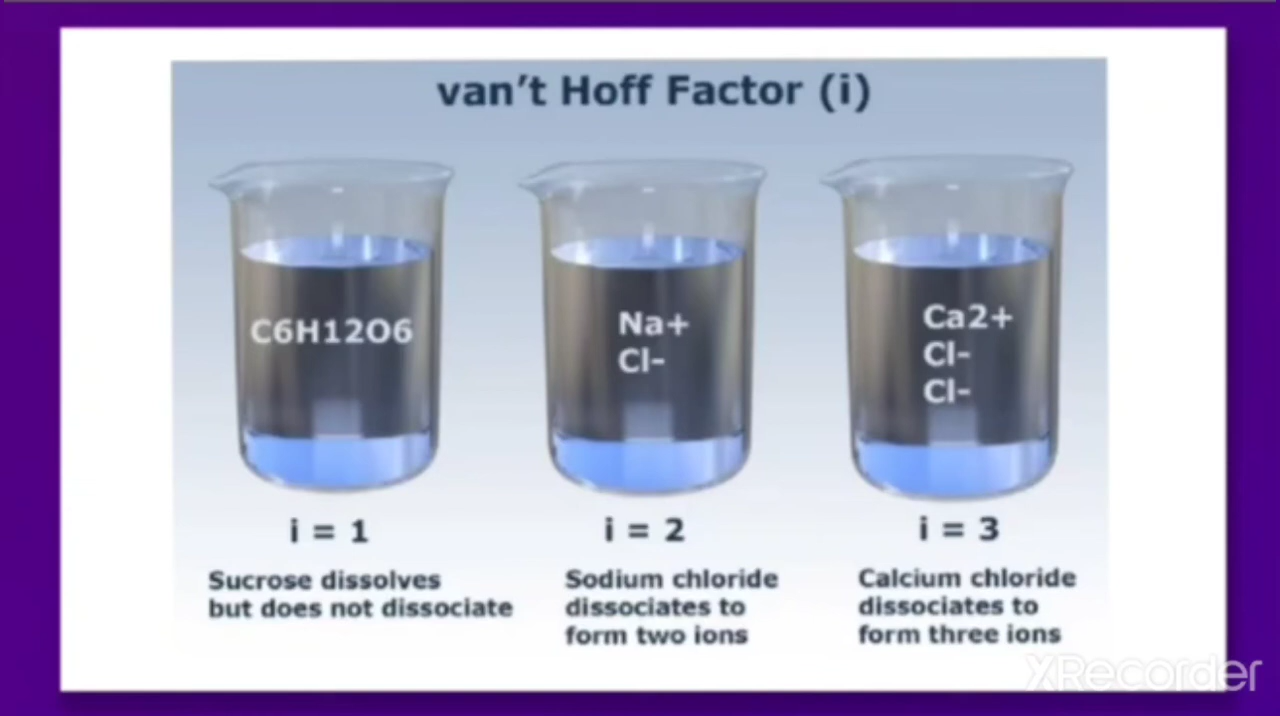 van't Hoff Factor (i)
C6H12O6
Na+
Cl-
Ca2+
Cl-
Cl-
i = 1
i = 2
i = 3
Sucrose dissolves
but does not dissociate
Sodium chloride
dissociates to
form two ions
Calcium chloride
dissociates to
form three ions
XRecorder